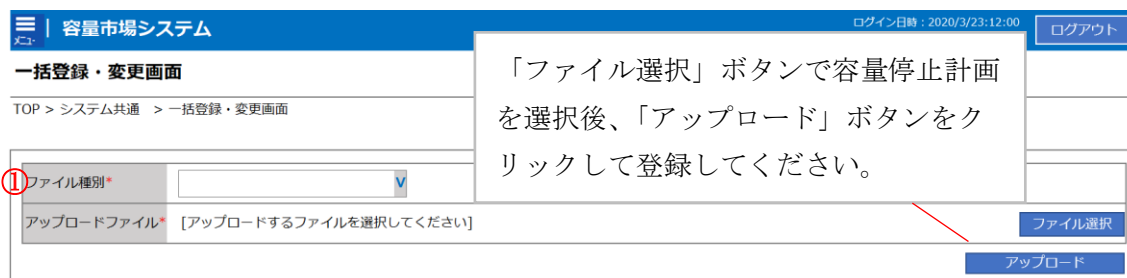 メニュー
容量市場システム
ログイン日時：2020/3/23:12:00
ログアウト
一括登録・変更画面
TOP > システム共通 > 一括登録・変更画面
「ファイル選択」ボタンで容量停止計画
を選択後、「アップロード」ボタンをク
リックして登録してください。
①
ファイル種別*
V
アップロードファイル* [アップロードするファイルを選択してください]
ファイル選択
アップロード